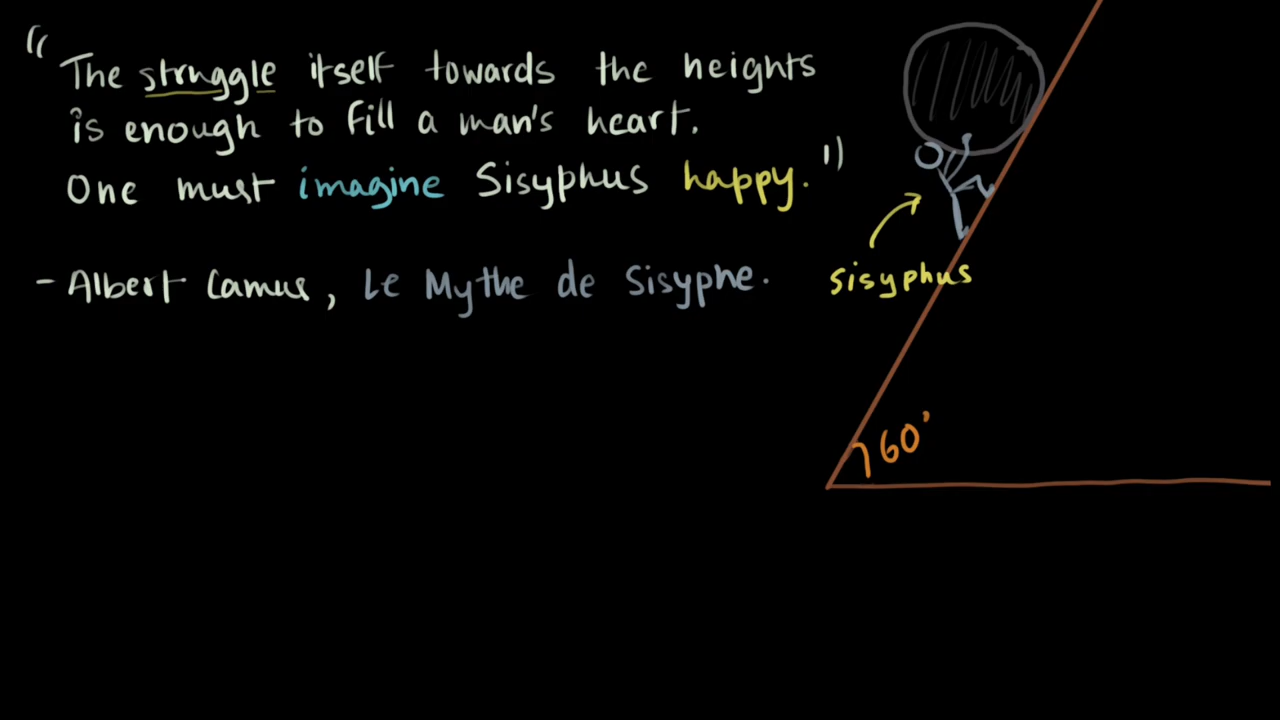 "The struggle itself towards the heights
is enough to fill a man's heart.
One must imagine Sisyphus happy."
- Albert Camus, Le Mythe de Sisyphe.
Sisyphus
60°